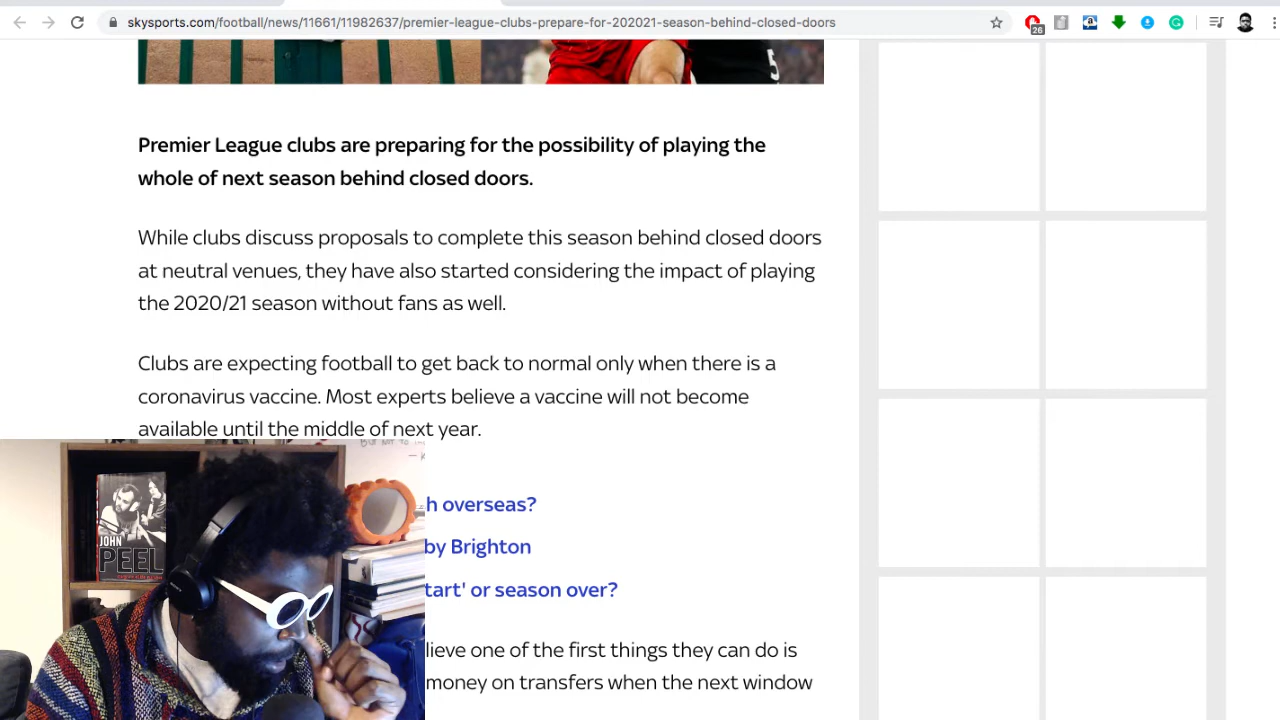 skysports.com/football/news/11661/11982637/premier-league-clubs-prepare-for-202021-season-behind-closed-doors
26
5
Premier League clubs are preparing for the possibility of playing the
whole of next season behind closed doors.
While clubs discuss proposals to complete this season behind closed doors
at neutral venues, they have also started considering the impact of playing
the 2020/21 season without fans as well.
Clubs are expecting football to get back to normal only when there is a
coronavirus vaccine. Most experts believe a vaccine will not become
available until the middle of next year.
h overseas?
by Brighton
tart' or season over?
lieve one of the first things they can do is
money on transfers when the next window
JOHN
PEEL